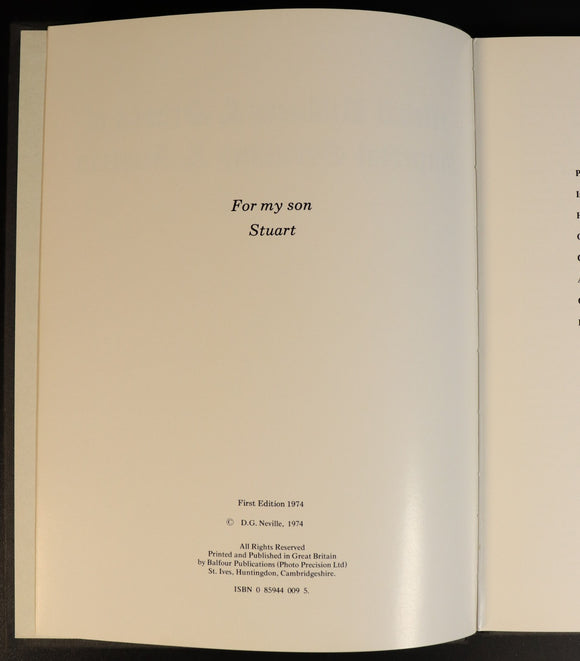 For my son
Stuart
First Edition 1974
© D.G. Neville, 1974
All Rights Reserved
Printed and Published in Great Britain
by Balfour Publications (Photo Precision Ltd)
St. Ives, Huntingdon, Cambridgeshire.
ISBN 0 85944 009 5.